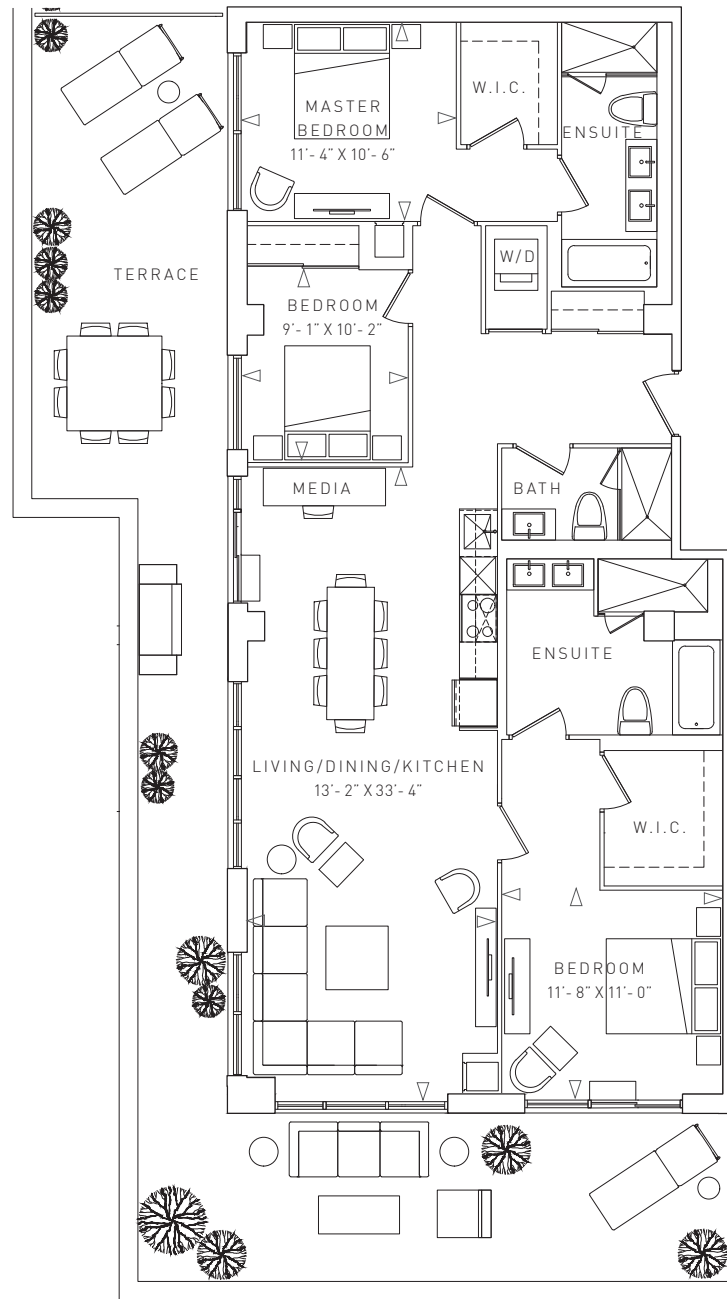 MASTER
BEDROOM
11'-4" X 10'-6"
W.I.C.
ENSUITE
TERRACE
W/D
BEDROOM
9'-1" X 10'-2"
MEDIA
BATH
ENSUITE
LIVING/DINING/KITCHEN
13'-2" X 33'-4"
W.I.C.
BEDROOM
11'-8" X 11'-0"